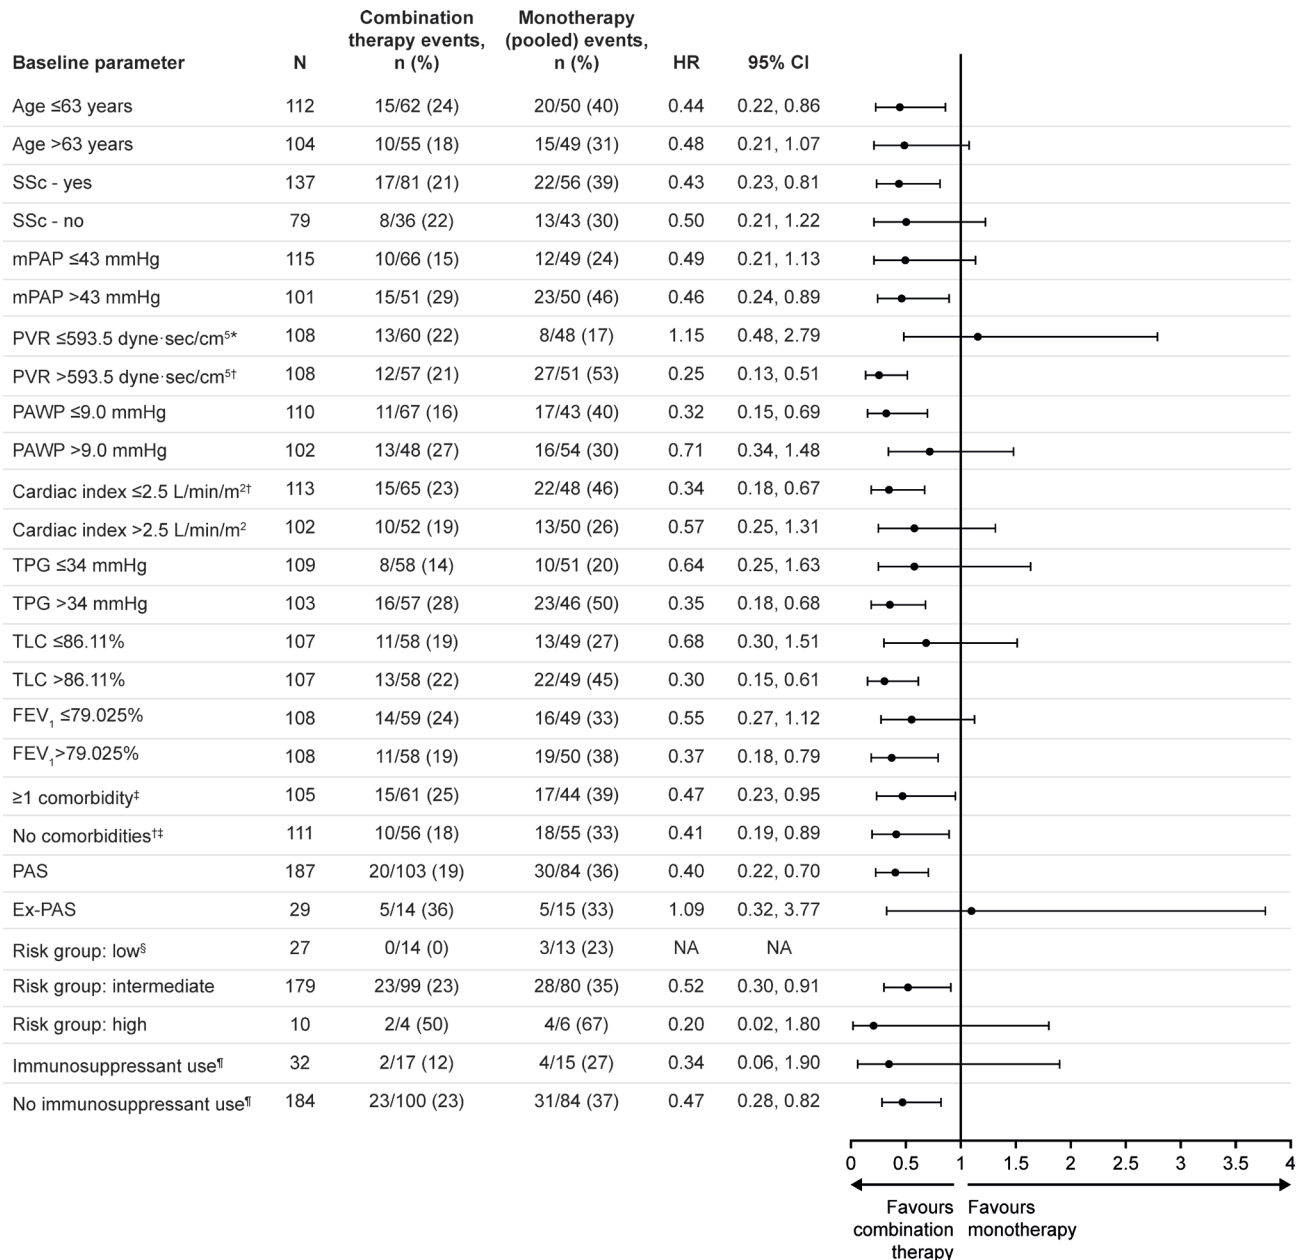 Combination therapy events, n (%)
Monotherapy (pooled) events, n (%)
Baseline parameter N HR 95% CI
Age ≤63 years 112 15/62 (24) 20/50 (40) 0.44 0.22, 0.86
Age >63 years 104 10/55 (18) 15/49 (31) 0.48 0.21, 1.07
SSc - yes 137 17/81 (21) 22/56 (39) 0.43 0.23, 0.81
SSc - no 79 8/36 (22) 13/43 (30) 0.50 0.21, 1.22
mPAP ≤43 mmHg 115 10/66 (15) 12/49 (24) 0.49 0.21, 1.13
mPAP >43 mmHg 101 15/51 (29) 23/50 (46) 0.46 0.24, 0.89
PVR ≤593.5 dyne·sec/cm⁵* 108 13/60 (22) 8/48 (17) 1.15 0.48, 2.79
PVR >593.5 dyne·sec/cm⁵† 108 12/57 (21) 27/51 (53) 0.25 0.13, 0.51
PAWP ≤9.0 mmHg 110 11/67 (16) 17/43 (40) 0.32 0.15, 0.69
PAWP >9.0 mmHg 102 13/48 (27) 16/54 (30) 0.71 0.34, 1.48
Cardiac index ≤2.5 L/min/m²† 113 15/65 (23) 22/48 (46) 0.34 0.18, 0.67
Cardiac index >2.5 L/min/m² 102 10/52 (19) 13/50 (26) 0.57 0.25, 1.31
TPG ≤34 mmHg 109 8/58 (14) 10/51 (20) 0.64 0.25, 1.63
TPG >34 mmHg 103 16/57 (28) 23/46 (50) 0.35 0.18, 0.68
TLC ≤86.11% 107 11/58 (19) 13/49 (27) 0.68 0.30, 1.51
TLC >86.11% 107 13/58 (22) 22/49 (45) 0.30 0.15, 0.61
FEV₁ ≤79.025% 108 14/59 (24) 16/49 (33) 0.55 0.27, 1.12
FEV₁>79.025% 108 11/58 (19) 19/50 (38) 0.37 0.18, 0.79
≥1 comorbidity‡ 105 15/61 (25) 17/44 (39) 0.47 0.23, 0.95
No comorbidities†‡ 111 10/56 (18) 18/55 (33) 0.41 0.19, 0.89
PAS 187 20/103 (19) 30/84 (36) 0.40 0.22, 0.70
Ex-PAS 29 5/14 (36) 5/15 (33) 1.09 0.32, 3.77
Risk group: low§ 27 0/14 (0) 3/13 (23) NA NA
Risk group: intermediate 179 23/99 (23) 28/80 (35) 0.52 0.30, 0.91
Risk group: high 10 2/4 (50) 4/6 (67) 0.20 0.02, 1.80
Immunosuppressant use¶ 32 2/17 (12) 4/15 (27) 0.34 0.06, 1.90
No immunosuppressant use¶ 184 23/100 (23) 31/84 (37) 0.47 0.28, 0.82
0 0.5 1 1.5 2 2.5 3 3.5 4
Favours combination therapy
Favours monotherapy